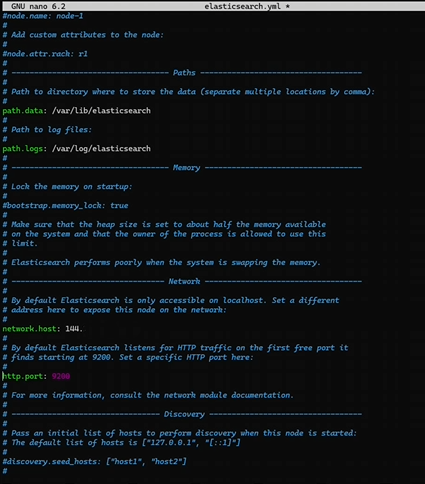 GNU nano 6.2 elasticsearch.yml *
#node.name: node-1
#
# Add custom attributes to the node:
#
#node.attr.rack: r1
#
# ---------------------------------- Paths -----------------------------------
#
# Path to directory where to store the data (separate multiple locations by comma):
#
path.data: /var/lib/elasticsearch
#
# Path to log files:
#
path.logs: /var/log/elasticsearch
#
# ---------------------------------- Memory ----------------------------------
#
# Lock the memory on startup:
#
#bootstrap.memory_lock: true
#
# Make sure that the heap size is set to about half the memory available
# on the system and that the owner of the process is allowed to use this
# limit.
#
# Elasticsearch performs poorly when the system is swapping the memory.
#
# --------------------------------- Network ----------------------------------
#
# By default Elasticsearch is only accessible on localhost. Set a different
# address here to expose this node on the network:
#
network.host: 144.
#
# By default Elasticsearch listens for HTTP traffic on the first free port it
# finds starting at 9200. Set a specific HTTP port here:
#
http.port: 9200
#
# For more information, consult the network module documentation.
#
# -------------------------------- Discovery ---------------------------------
#
# Pass an initial list of hosts to perform discovery when this node is started:
# The default list of hosts is ["127.0.0.1", "[::1]"]
#
#discovery.seed_hosts: ["host1", "host2"]
#